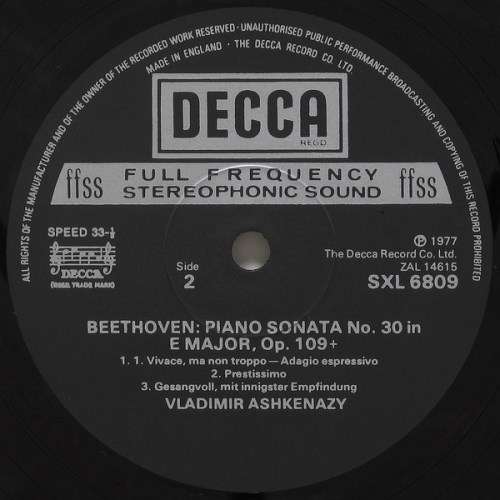 ALL RIGHTS OF THE MANUFACTURER AND OF THE OWNER OF THE RECORDED WORK RESERVED · UNAUTHORISED PUBLIC PERFORMANCE BROADCASTING AND COPYING OF THIS RECORD PROHIBITED
MADE IN ENGLAND · THE DECCA RECORD CO. LTD.
DECCA
REGD
ffss FULL FREQUENCY ffss
STEREOPHONIC SOUND
SPEED 33-⅓
DECCA
(REGD. TRADE MARK)
Side
2
Ⓟ 1977
The Decca Record Co. Ltd.
ZAL 14615
SXL 6809
BEETHOVEN: PIANO SONATA No. 30 in
E MAJOR, Op. 109+
1. 1. Vivace, ma non troppo — Adagio espressivo
2. Prestissimo
3. Gesangvoll, mit innigster Empfindung
VLADIMIR ASHKENAZY